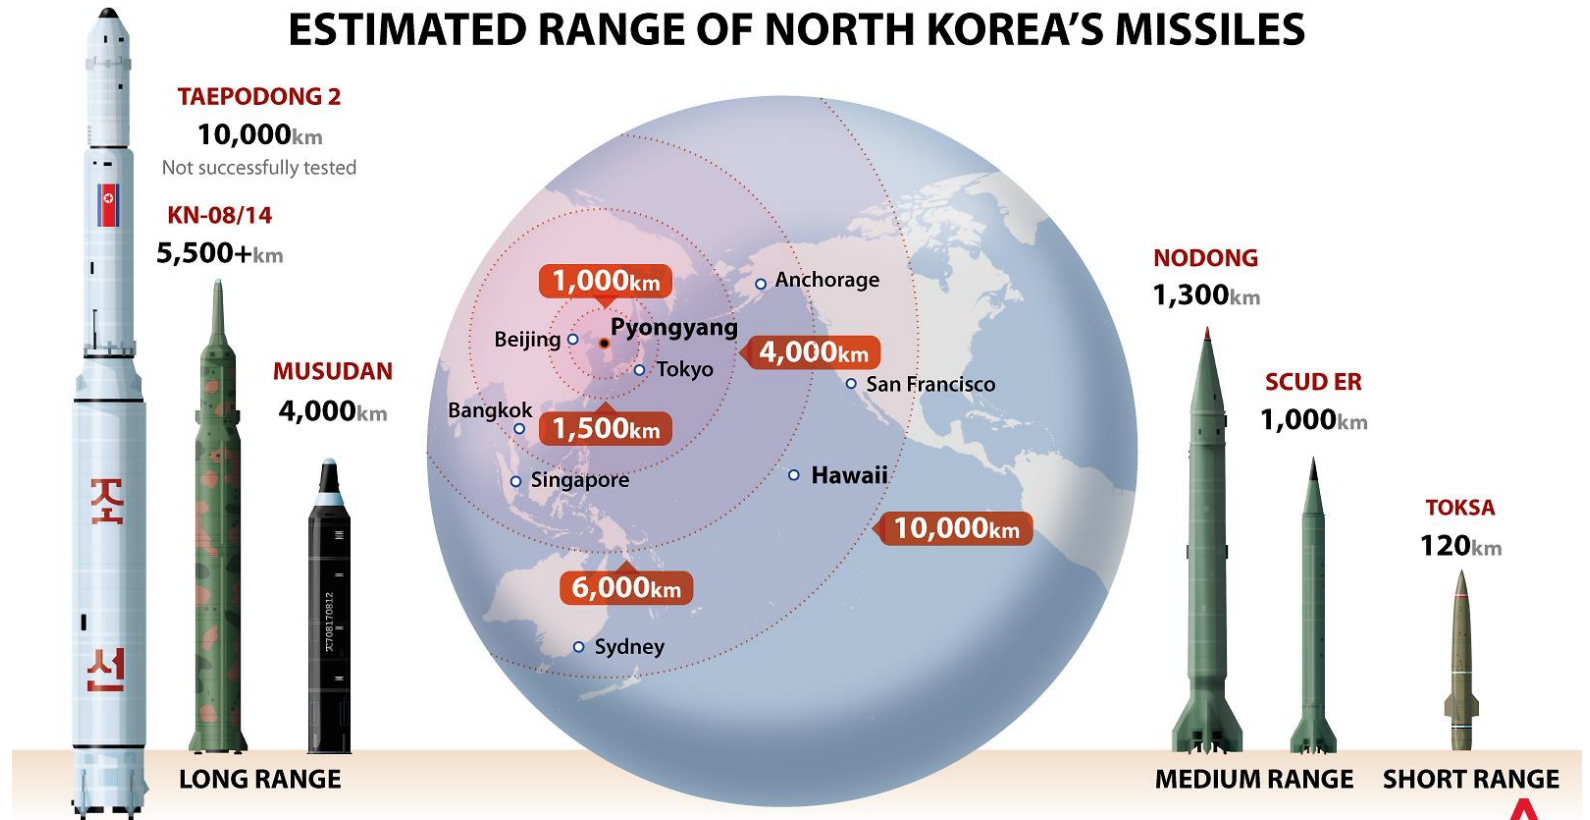 ESTIMATED RANGE OF NORTH KOREA'S MISSILES
TAEPODONG 2
10,000km
Not successfully tested
KN-08/14
5,500+km
MUSUDAN
4,000km
조
선
ㅈ708170812
LONG RANGE
1,000km
Pyongyang
Beijing
Tokyo
Anchorage
4,000km
San Francisco
Bangkok
1,500km
Singapore
Hawaii
10,000km
6,000km
Sydney
NODONG
1,300km
SCUD ER
1,000km
TOKSA
120km
MEDIUM RANGE
SHORT RANGE